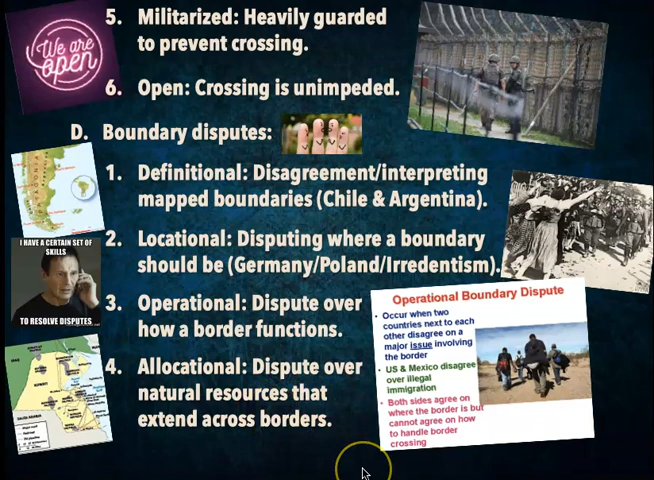 We are
open
5. Militarized: Heavily guarded
to prevent crossing.
6. Open: Crossing is unimpeded.
D. Boundary disputes:
1. Definitional: Disagreement/interpreting
mapped boundaries (Chile & Argentina).
I HAVE A CERTAIN SET OF
SKILLS
TO RESOLVE DISPUTES
2. Locational: Disputing where a boundary
should be (Germany/Poland/Irredentism).
3. Operational: Dispute over
how a border functions.
4. Allocational: Dispute over
natural resources that
extend across borders.
Operational Boundary Dispute
• Occur when two
countries next to each
other disagree on a
major issue involving
the border
• US & Mexico disagree
over illegal
immigration
• Both sides agree on
where the border is but
cannot agree on how
to handle border
crossing